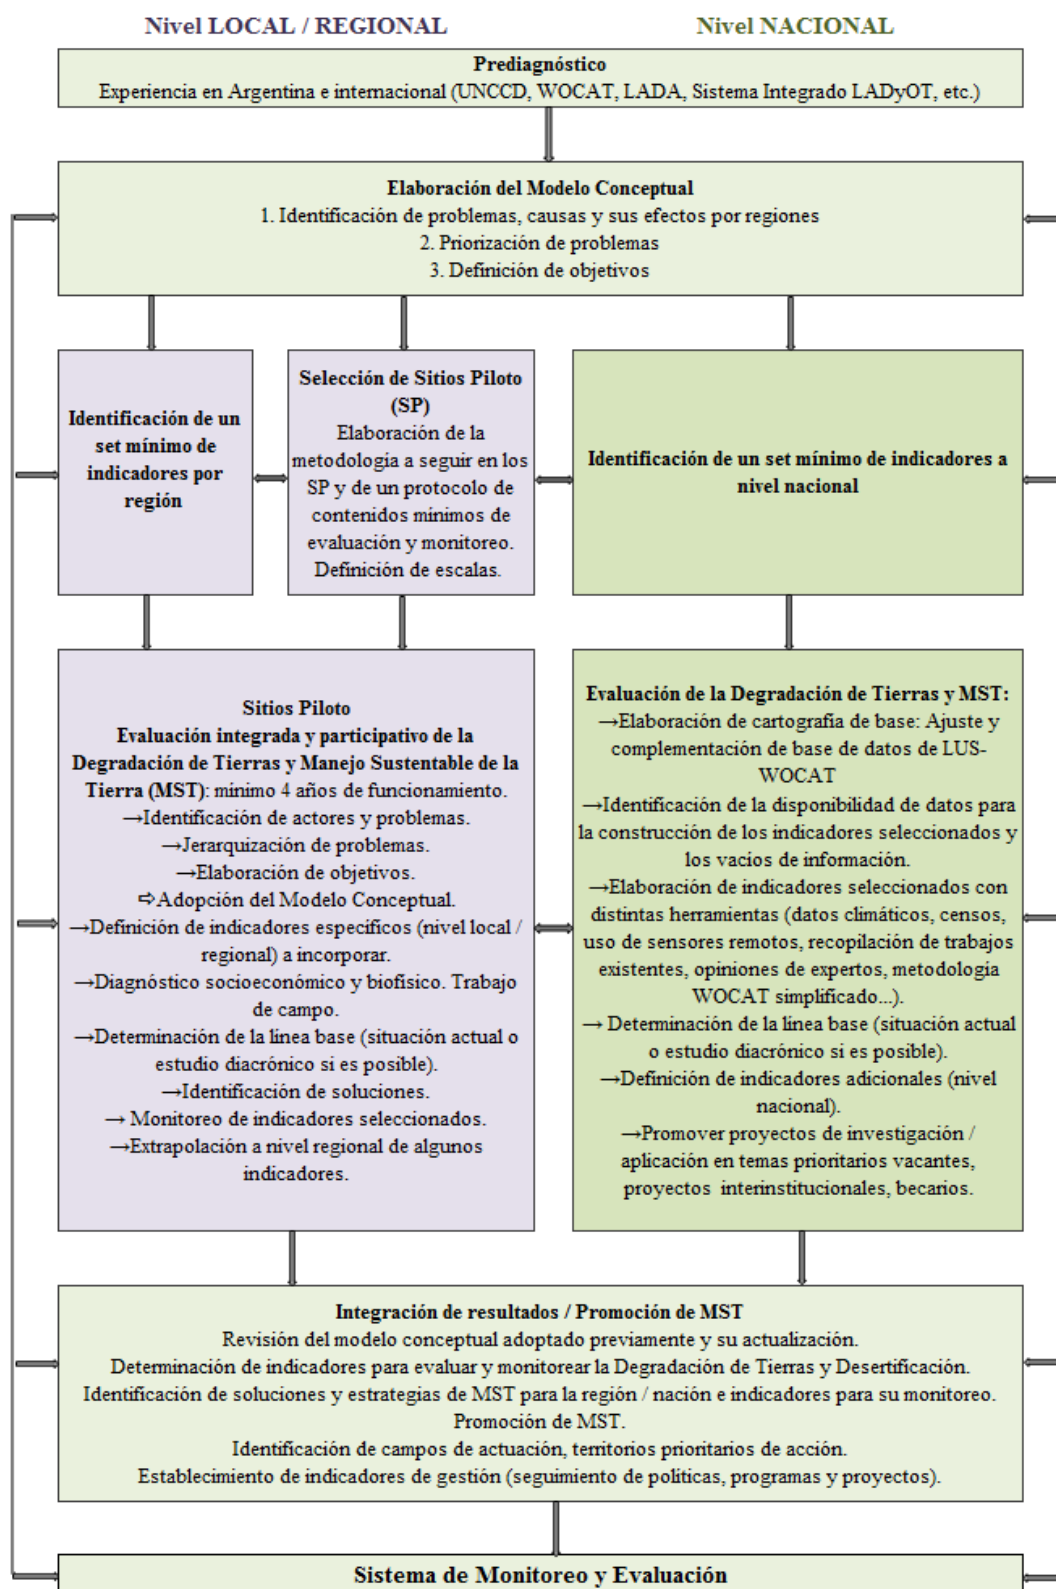 Nivel LOCAL / REGIONAL
Nivel NACIONAL
Prediagnóstico
Experiencia en Argentina e internacional (UNCCD, WOCAT, LADA, Sistema Integrado LADyOT, etc.)
Elaboración del Modelo Conceptual
1. Identificación de problemas, causas y sus efectos por regiones
2. Priorización de problemas
3. Definición de objetivos
Identificación de un
set mínimo de
indicadores por
región
Selección de Sitios Piloto
(SP)
Elaboración de la
metodología a seguir en los
SP y de un protocolo de
contenidos mínimos de
evaluación y monitoreo.
Definición de escalas.
Identificación de un set mínimo de indicadores a
nivel nacional
Sitios Piloto
Evaluación integrada y participativo de la
Degradación de Tierras y Manejo Sustentable de la
Tierra (MST): mínimo 4 años de funcionamiento.
→Identificación de actores y problemas.
→Jerarquización de problemas.
→Elaboración de objetivos.
⇨Adopción del Modelo Conceptual.
→Definición de indicadores específicos (nivel local /
regional) a incorporar.
→Diagnóstico socioeconómico y biofísico. Trabajo
de campo.
→Determinación de la línea base (situación actual o
estudio diacrónico si es posible).
→Identificación de soluciones.
→ Monitoreo de indicadores seleccionados.
→Extrapolación a nivel regional de algunos
indicadores.
Evaluación de la Degradación de Tierras y MST:
→Elaboración de cartografía de base: Ajuste y
complementación de base de datos de LUS-
WOCAT
→Identificación de la disponibilidad de datos para
la construcción de los indicadores seleccionados y
los vacios de información.
→Elaboración de indicadores seleccionados con
distintas herramientas (datos climáticos, censos,
uso de sensores remotos, recopilación de trabajos
existentes, opiniones de expertos, metodología
WOCAT simplificado...).
→ Determinación de la línea base (situación actual
o estudio diacrónico si es posible).
→Definición de indicadores adicionales (nivel
nacional).
→Promover proyectos de investigación /
aplicación en temas prioritarios vacantes,
proyectos interinstitucionales, becarios.
Integración de resultados / Promoción de MST
Revisión del modelo conceptual adoptado previamente y su actualización.
Determinación de indicadores para evaluar y monitorear la Degradación de Tierras y Desertificación.
Identificación de soluciones y estrategias de MST para la región / nación e indicadores para su monitoreo.
Promoción de MST.
Identificación de campos de actuación, territorios prioritarios de acción.
Establecimiento de indicadores de gestión (seguimiento de políticas, programas y proyectos).
Sistema de Monitoreo y Evaluación